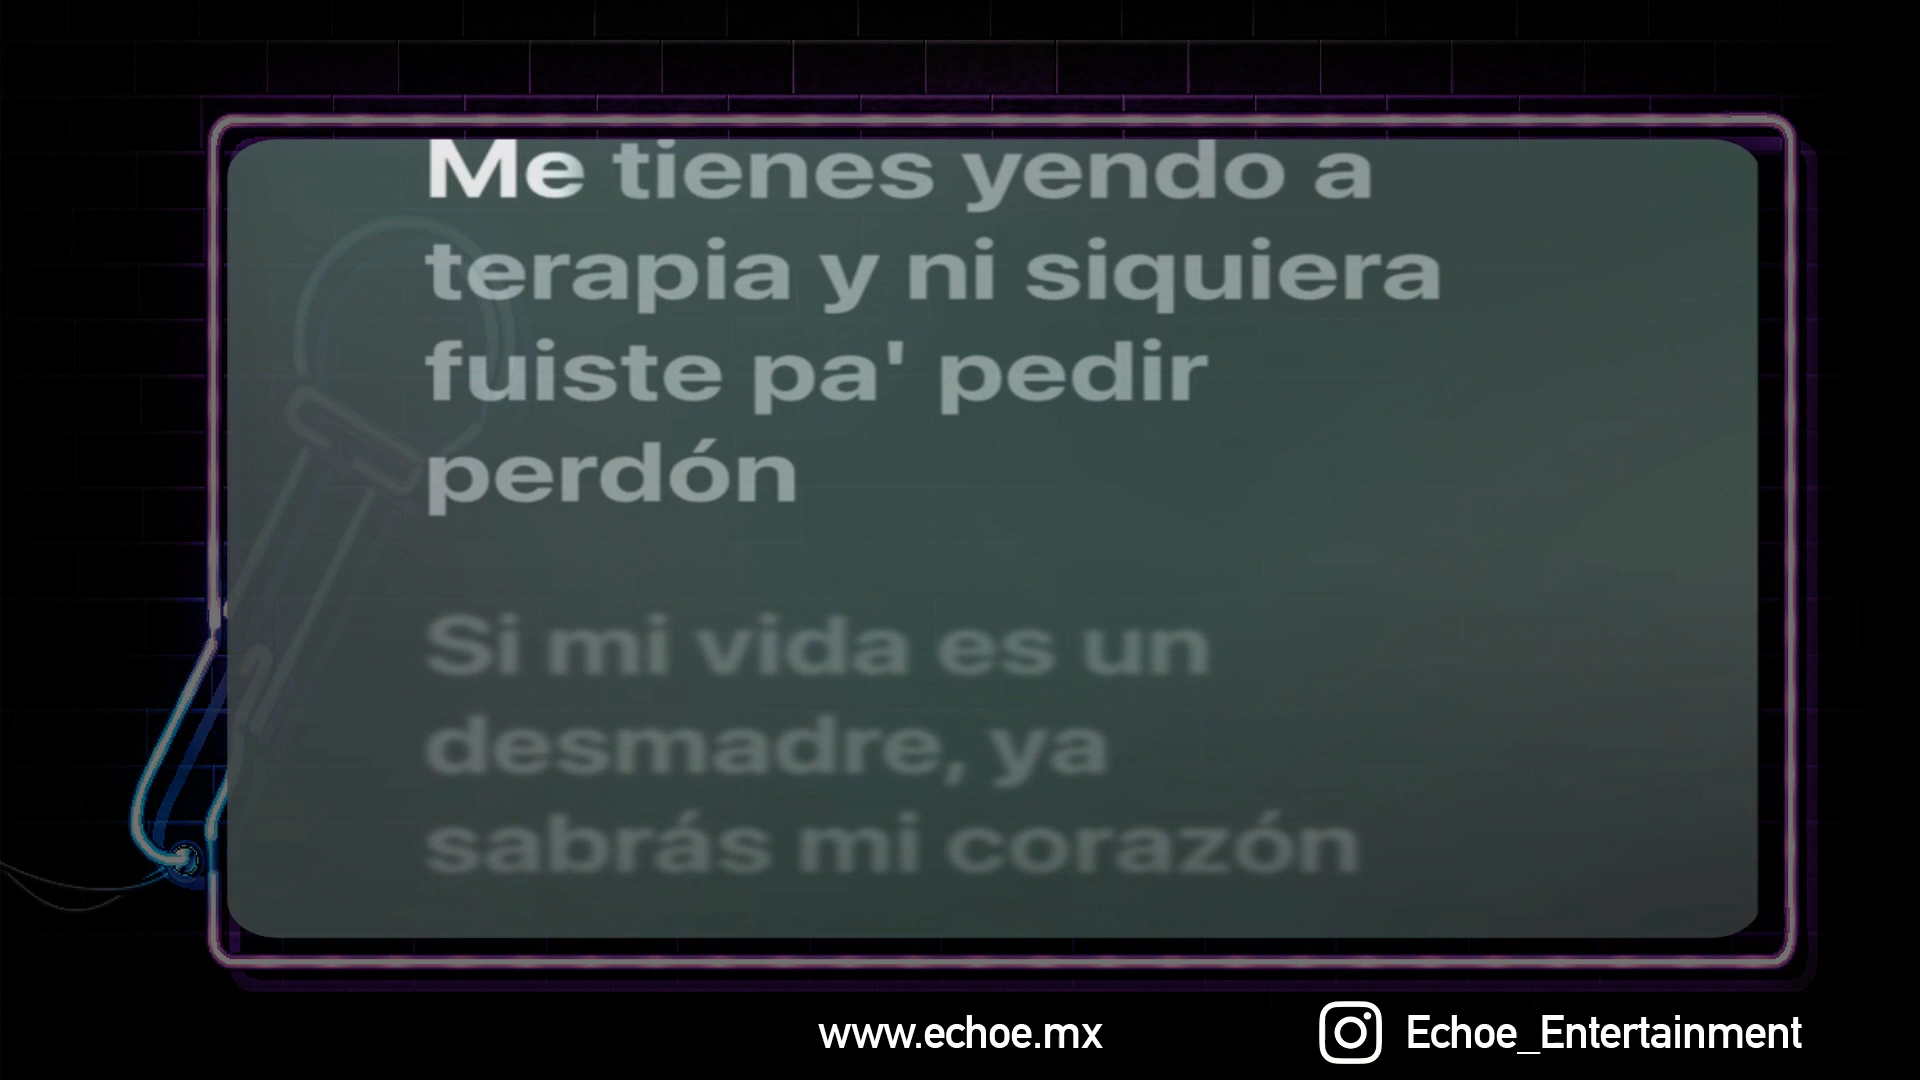 Me tienes yendo a
terapia y ni siquiera
fuiste pa' pedir
perdón
Si mi vida es un
desmadre, ya
sabrás mi corazón
www.echoe.mx
Echoe_Entertainment